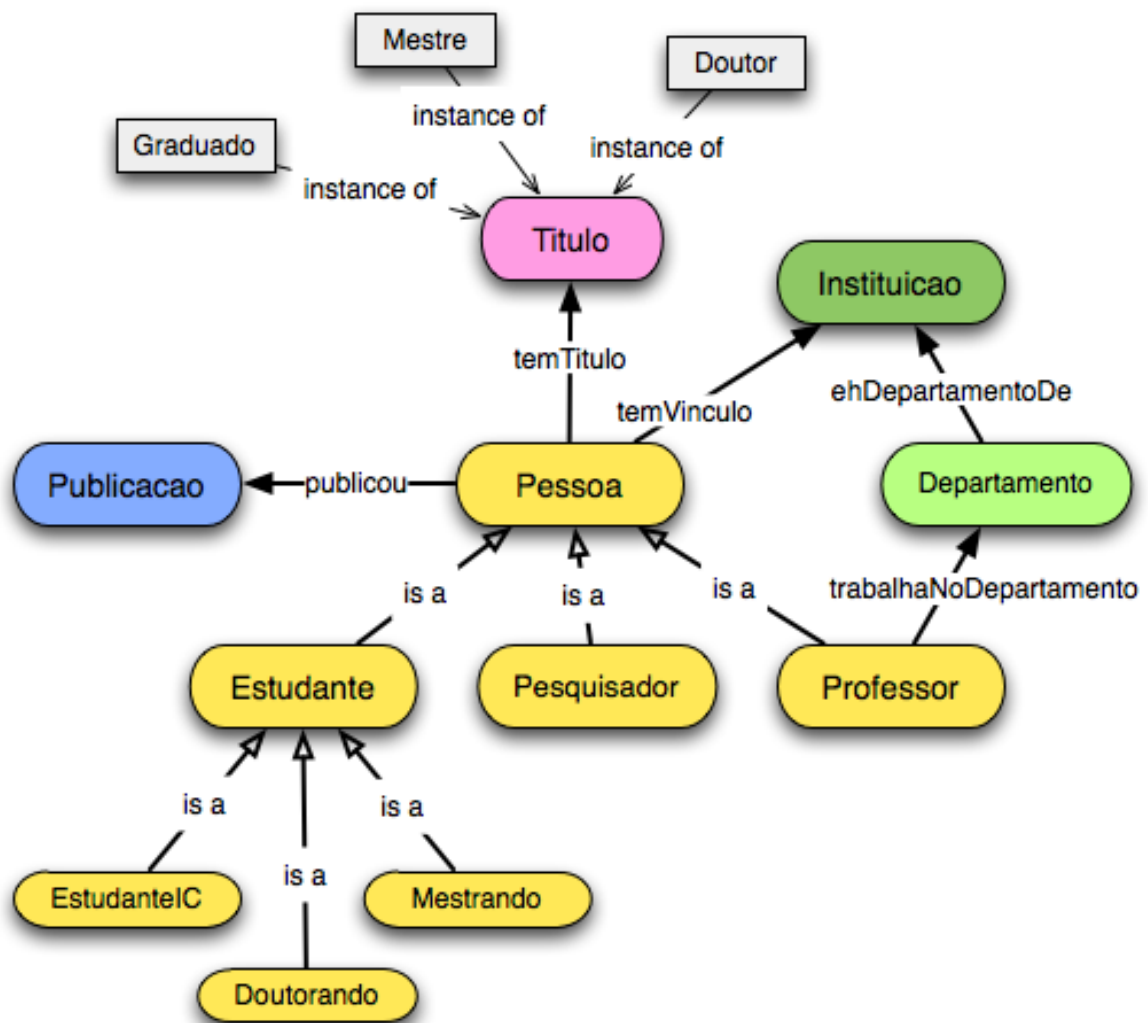 Mestre
Doutor
instance of
Graduado
instance of
instance of
Titulo
Instituicao
temTitulo
ehDepartamentoDe
temVinculo
Publicacao
publicou
Pessoa
Departamento
is a
is a
is a
trabalhaNoDepartamento
Estudante
Pesquisador
Professor
is a
is a
is a
EstudanteIC
Mestrando
Doutorando